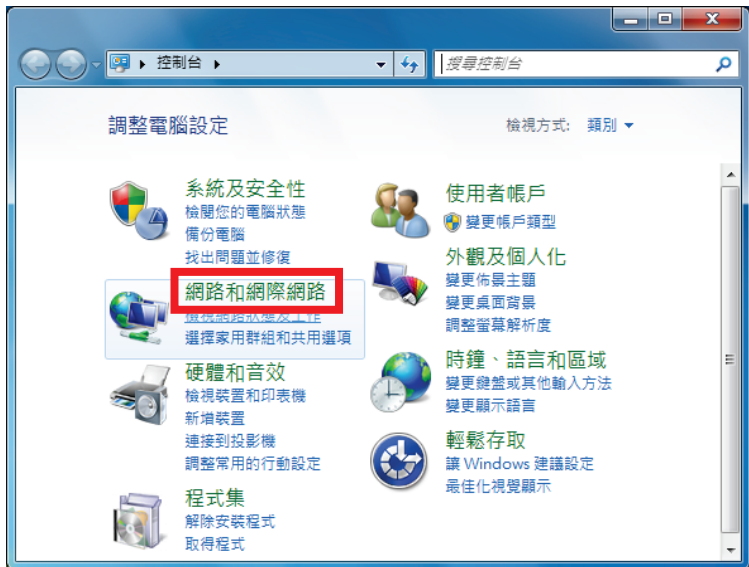 控制台
搜尋控制台
調整電腦設定
檢視方式: 類別
系統及安全性
檢閱您的電腦狀態
備份電腦
找出問題並修復
網路和網際網路
檢視網路狀態及工作
選擇家用群組和共用選項
硬體和音效
檢視裝置和印表機
新增裝置
連接到投影機
調整常用的行動設定
程式集
解除安裝程式
取得程式
使用者帳戶
變更帳戶類型
外觀及個人化
變更佈景主題
變更桌面背景
調整螢幕解析度
時鐘、語言和區域
變更鍵盤或其他輸入方法
變更顯示語言
輕鬆存取
讓 Windows 建議設定
最佳化視覺顯示